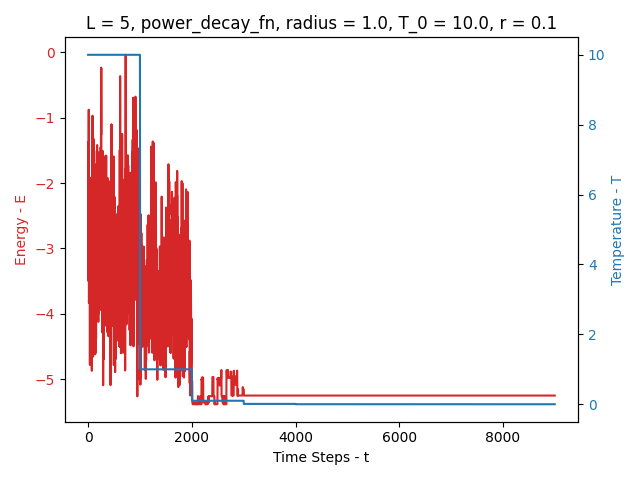 L = 5, power_decay_fn, radius = 1.0, T_0 = 10.0, r = 0.1
0
−1
−2
−3
−4
−5
Energy - E
10
8
6
4
2
0
Temperature - T
0 2000 4000 6000 8000
Time Steps - t